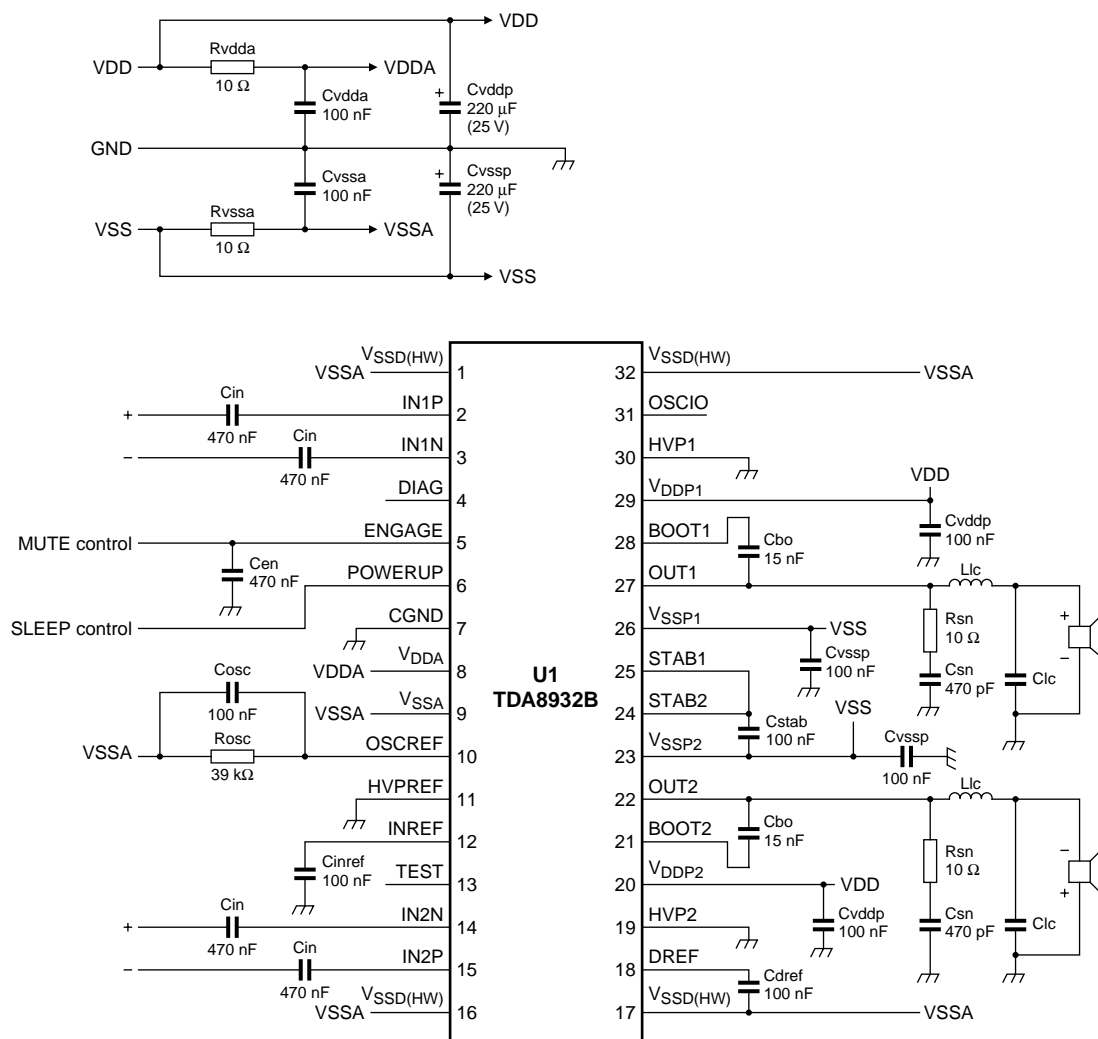 VDD
Rvdda
VDD
VDDA
10 Ω
Cvdda
100 nF
+
Cvddp
220 μF
(25 V)
GND
Cvssa
100 nF
+
Cvssp
220 μF
(25 V)
Rvssa
VSS
VSSA
10 Ω
VSS
VSSD(HW)
VSSA
1
Cin
IN1P
+
2
470 nF
Cin
IN1N
−
3
470 nF
DIAG
4
ENGAGE
MUTE control
5
Cen
470 nF
POWERUP
6
SLEEP control
CGND
7
VDDA
VDDA
8
Cosc
100 nF
VSSA
VSSA
9
VSSA
Rosc
39 kΩ
OSCREF
10
HVPREF
11
INREF
12
Cinref
100 nF
TEST
13
Cin
IN2N
+
14
470 nF
Cin
IN2P
−
15
470 nF
VSSD(HW)
VSSA
16
U1
TDA8932B
VSSD(HW)
32
VSSA
OSCIO
31
HVP1
30
VDD
VDDP1
29
Cvddp
100 nF
BOOT1
28
Cbo
15 nF
OUT1
27
Llc
+
−
Rsn
10 Ω
VSSP1
26
VSS
Cvssp
100 nF
STAB1
25
Csn
470 pF
Clc
STAB2
24
VSS
Cstab
100 nF
VSSP2
23
Cvssp
100 nF
OUT2
22
Llc
Cbo
15 nF
BOOT2
21
Rsn
10 Ω
−
+
VDDP2
20
VDD
Cvddp
100 nF
HVP2
19
Csn
470 pF
Clc
DREF
18
Cdref
100 nF
VSSD(HW)
17
VSSA